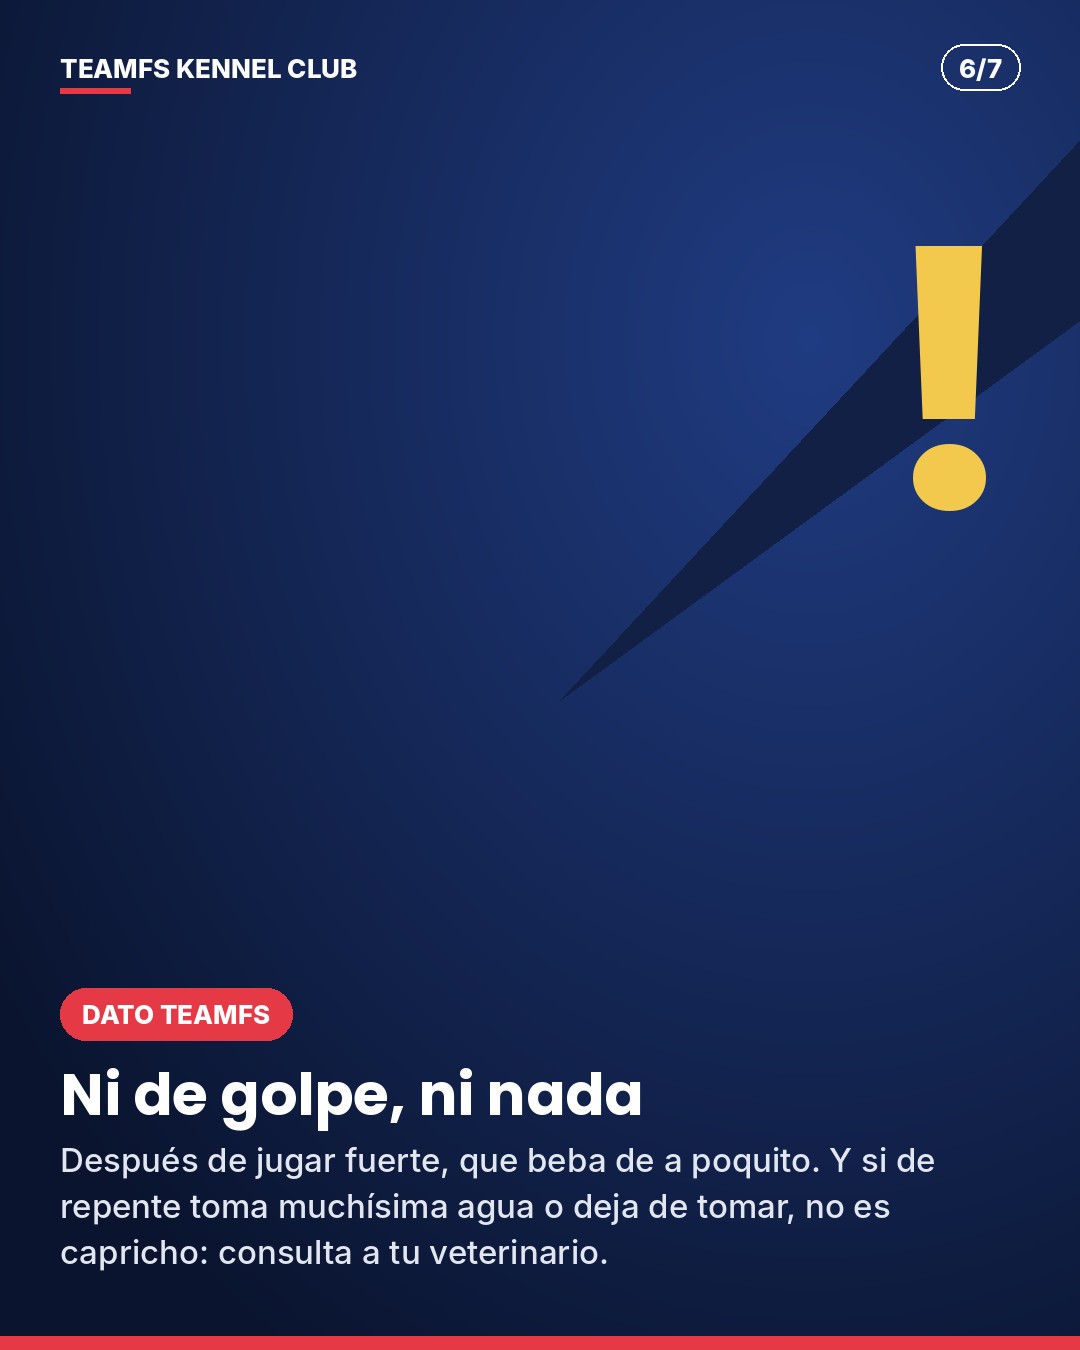 TEAMFS KENNEL CLUB
6/7
!
DATO TEAMFS
Ni de golpe, ni nada
Después de jugar fuerte, que beba de a poquito. Y si de
repente toma muchísima agua o deja de tomar, no es
capricho: consulta a tu veterinario.